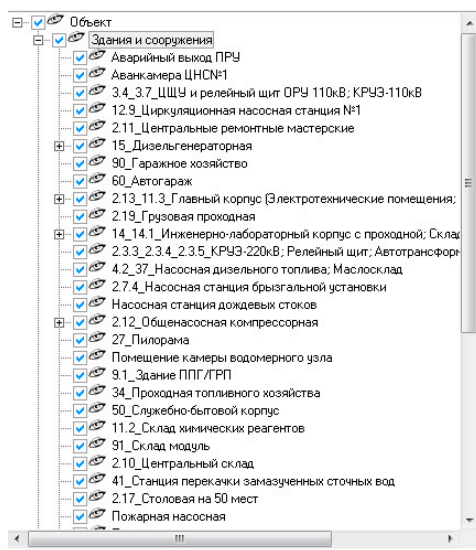 Объект
Здания и сооружения
Аварийный выход ПРУ
Аванкамера ЦНС№1
3.4_3.7_ЦЩУ и релейный щит ОРУ 110кВ; КРУЭ-110кВ
12.9_Циркуляционная насосная станция №1
2.11_Центральные ремонтные мастерские
15_Дизельгенераторная
90_Гаражное хозяйство
60_Автогараж
2.13_11.3_Главный корпус (Электротехнические помещения;
2.19_Грузовая проходная
14_14.1_Инженерно-лабораторный корпус с проходной; Склад
2.3.3_2.3.4_2.3.5_КРУЭ-220кВ; Релейный щит; Автотрансформ
4.2_37_Насосная дизельного топлива; Маслосклад
2.7.4_Насосная станция брызгальной установки
Насосная станция дождевых стоков
2.12_Общенасосная компрессорная
27_Пилорама
Помещение камеры водомерного узла
9.1_Здание ППГ/ГРП
34_Проходная топливного хозяйства
50_Служебно-бытовой корпус
11.2_Склад химических реагентов
91_Склад модуль
2.10_Центральный склад
41_Станция перекачки замазученных сточных вод
2.17_Столовая на 50 мест
Пожарная насосная